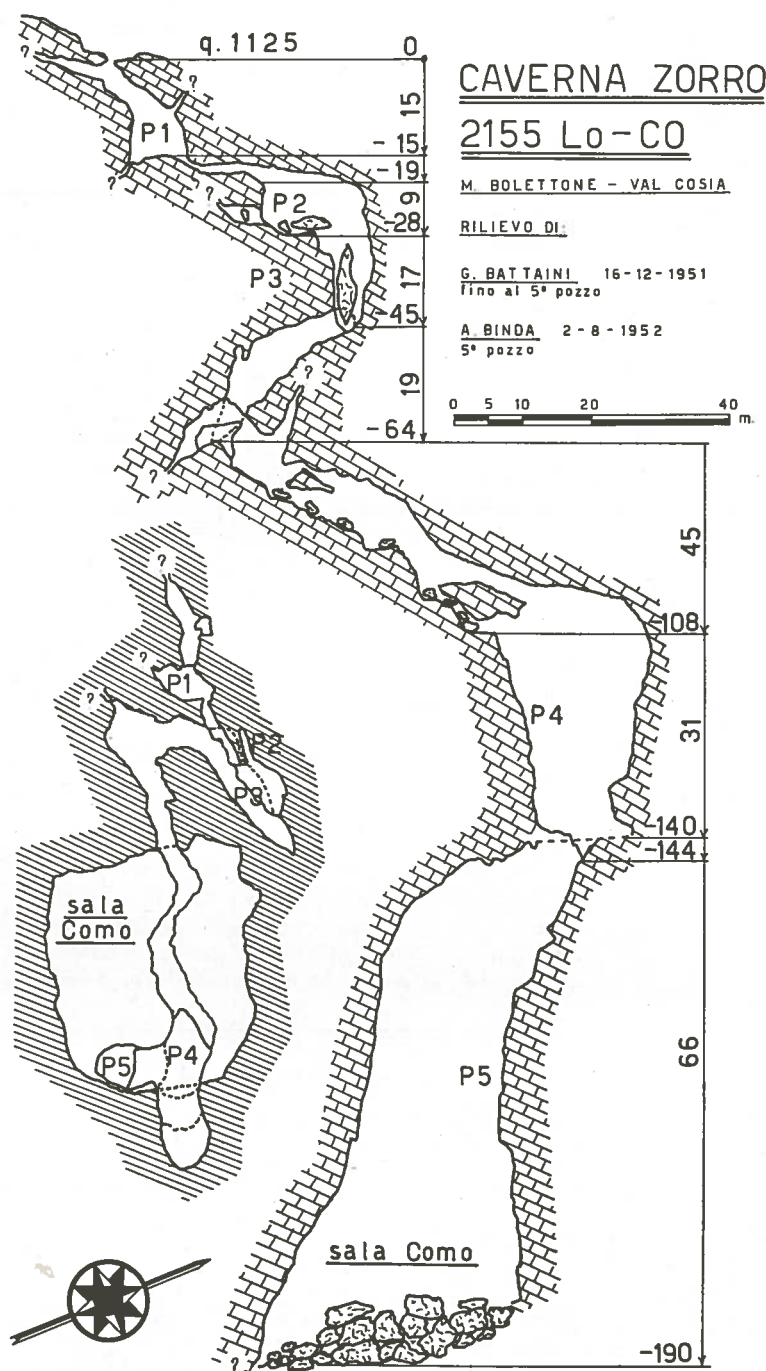 q.1125
0
CAVERNA ZORRO
2155 Lo-CO
M. BOLETTONE - VAL COSIA
RILIEVO DI:
G. BATTAINI 16-12-1951
fino al 5° pozzo
A. BINDA 2-8-1952
5° pozzo
0 5 10 20 40 m.
15
-15
-19
9
-28
17
-45
19
-64
45
-108
31
-140
-144
66
-190
?
?
P1
?
?
P2
P3
?
?
P4
P5
sala Como
?
?
?
P1
?
P2
P3
sala
Como
P5
P4